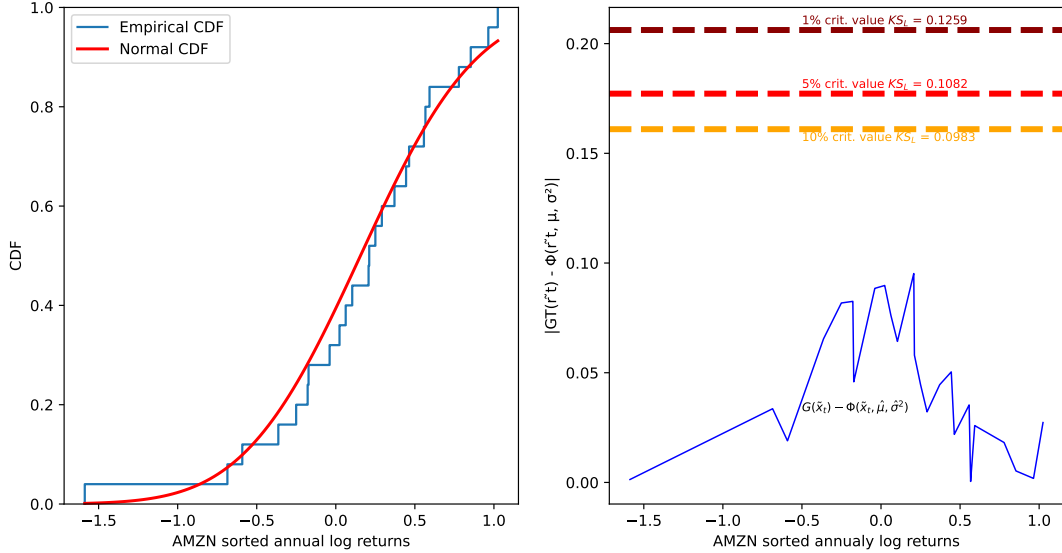 Empirical CDF
Normal CDF
CDF
1.0
0.8
0.6
0.4
0.2
0.0
−1.5 −1.0 −0.5 0.0 0.5 1.0
AMZN sorted annual log returns
1% crit. value KS_L = 0.1259
5% crit. value KS_L = 0.1082
10% crit. value KS_L = 0.0983
|GT(r˜t) - Φ(r˜t, μ, σ²)|
0.20
0.15
0.10
0.05
0.00
G(x̃_t) − Φ(x̃_t, μ̂, σ̂²)
−1.5 −1.0 −0.5 0.0 0.5 1.0
AMZN sorted annualy log returns